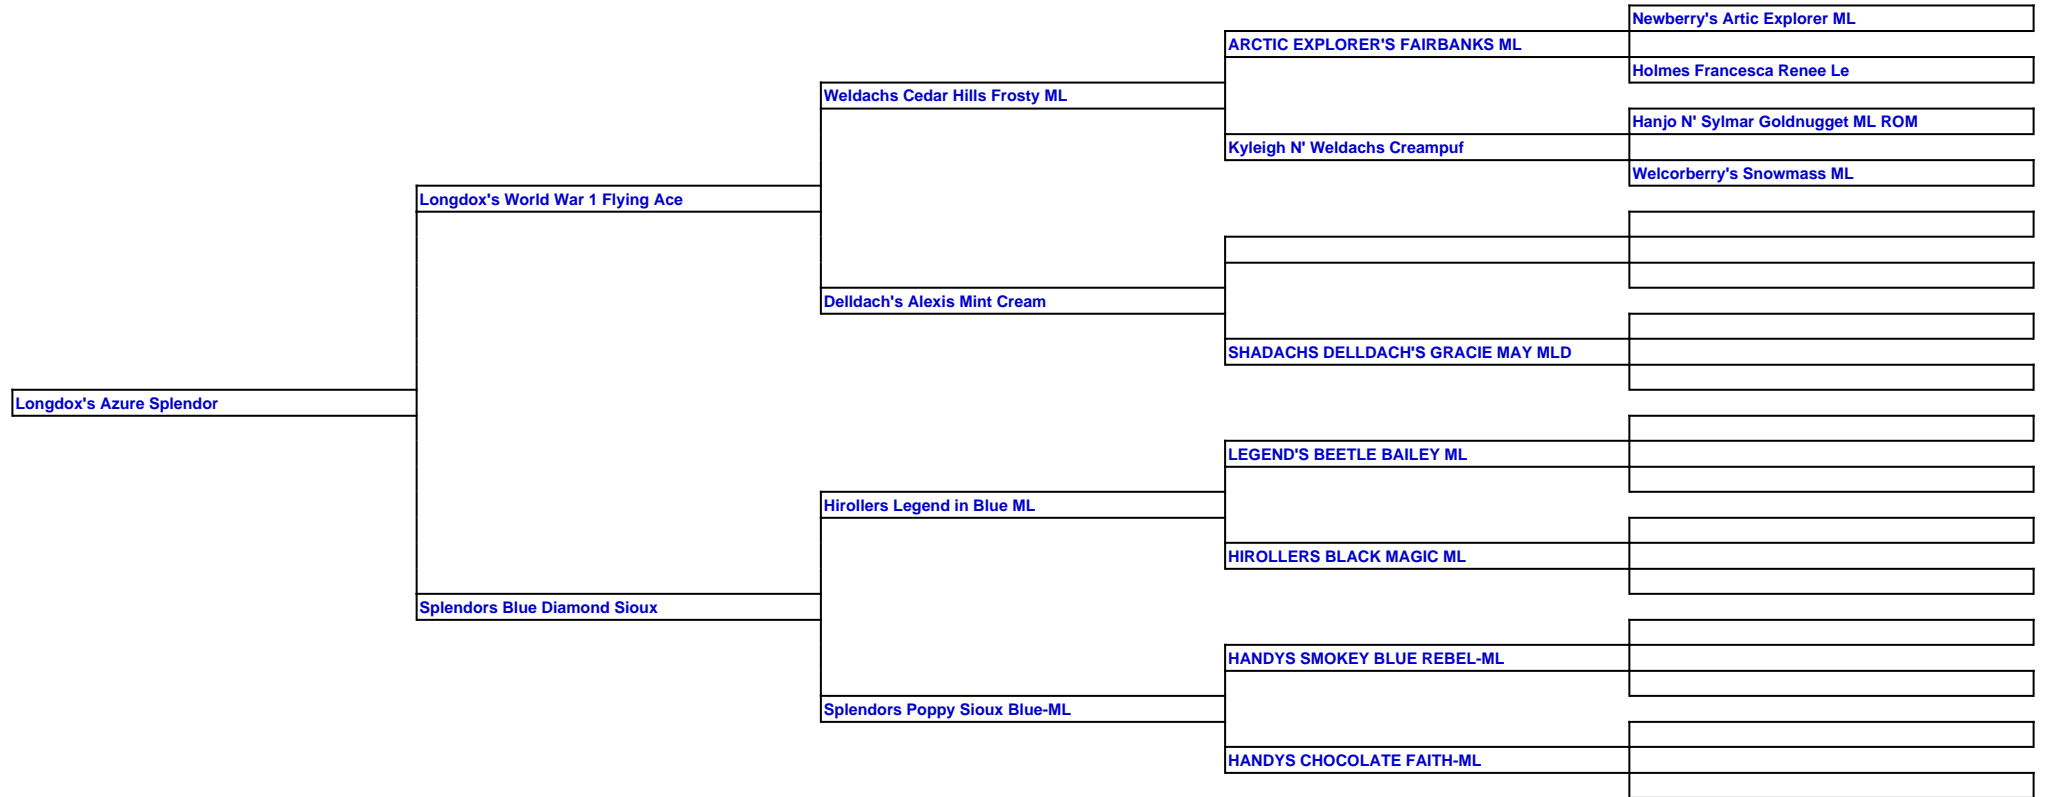 Newberry's Artic Explorer ML
ARCTIC EXPLORER'S FAIRBANKS ML
Holmes Francesca Renee Le
Weldachs Cedar Hills Frosty ML
Hanjo N' Sylmar Goldnugget ML ROM
Kyleigh N' Weldachs Creampuf
Welcorberry's Snowmass ML
Longdox's World War 1 Flying Ace
Delldach's Alexis Mint Cream
SHADACHS DELLDACH'S GRACIE MAY MLD
Longdox's Azure Splendor
LEGEND'S BEETLE BAILEY ML
Hirollers Legend in Blue ML
HIROLLERS BLACK MAGIC ML
Splendors Blue Diamond Sioux
HANDYS SMOKEY BLUE REBEL-ML
Splendors Poppy Sioux Blue-ML
HANDYS CHOCOLATE FAITH-ML